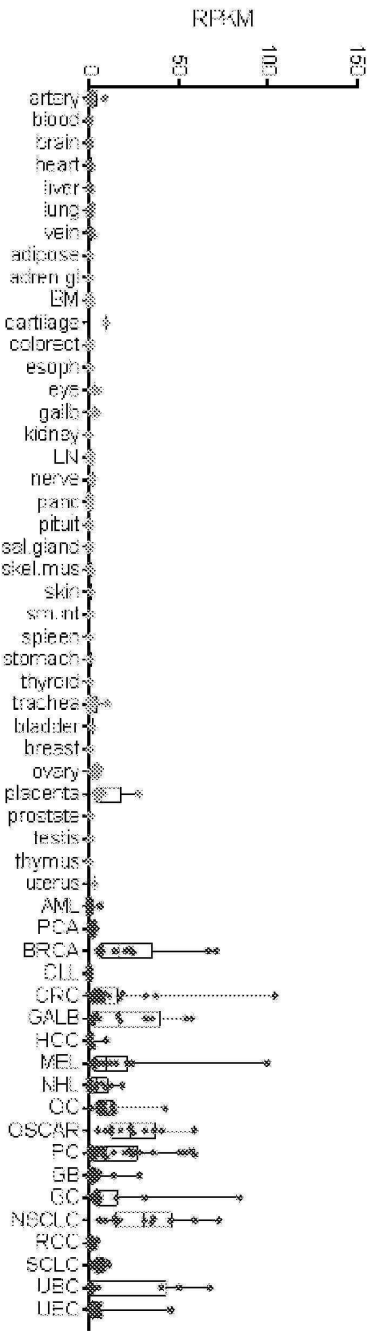 RPKM
0
50
100
150
artery
blood
brain
heart
liver
lung
vein
adipose
adren.gl
BM
cartilage
colorect
esoph
eye
gallb
kidney
LN
nerve
panc
pituit
sal.gland
skel.mus
skin
sm.int
spleen
stomach
thyroid
trachea
bladder
breast
ovary
placenta
prostate
testis
thymus
uterus
AML
PCA
BRCA
CLL
CRC
GALB
HCC
MEL
NHL
OC
OSCAR
PC
GB
GC
NSCLC
RCC
SCLC
UBC
UEC